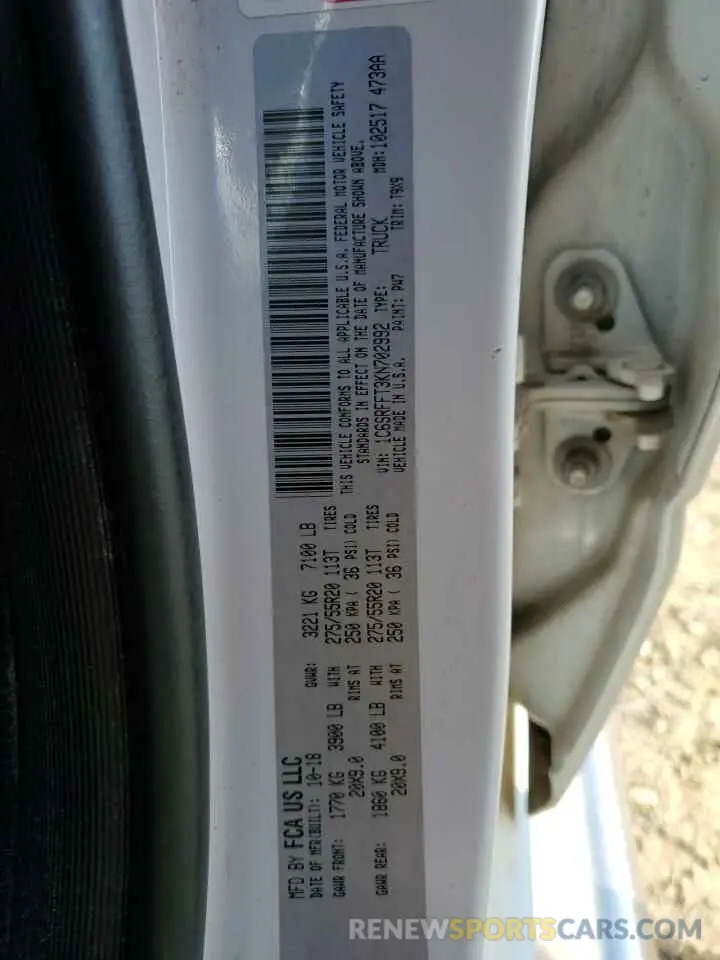 MFD BY FCA US LLC
DATE OF MFR(BUILT): 10-18 GVWR: 3221 KG 7100 LB
GAWR FRONT: 1770 KG 3900 LB WITH 275/55R20 113T TIRES
20X9.0 RIMS AT 250 KPA ( 36 PSI) COLD
GAWR REAR: 1860 KG 4100 LB WITH 275/55R20 113T TIRES
20X9.0 RIMS AT 250 KPA ( 36 PSI) COLD
THIS VEHICLE CONFORMS TO ALL APPLICABLE U.S.A. FEDERAL MOTOR VEHICLE SAFETY
STANDARDS IN EFFECT ON THE DATE OF MANUFACTURE SHOWN ABOVE.
VIN: 1C6SRFFT3KN702992 TYPE: TRUCK MDH:102517 473AA
VEHICLE MADE IN U.S.A. PAINT: PW7 TRIM: T9X9
RENEWSPORTSCARS.COM